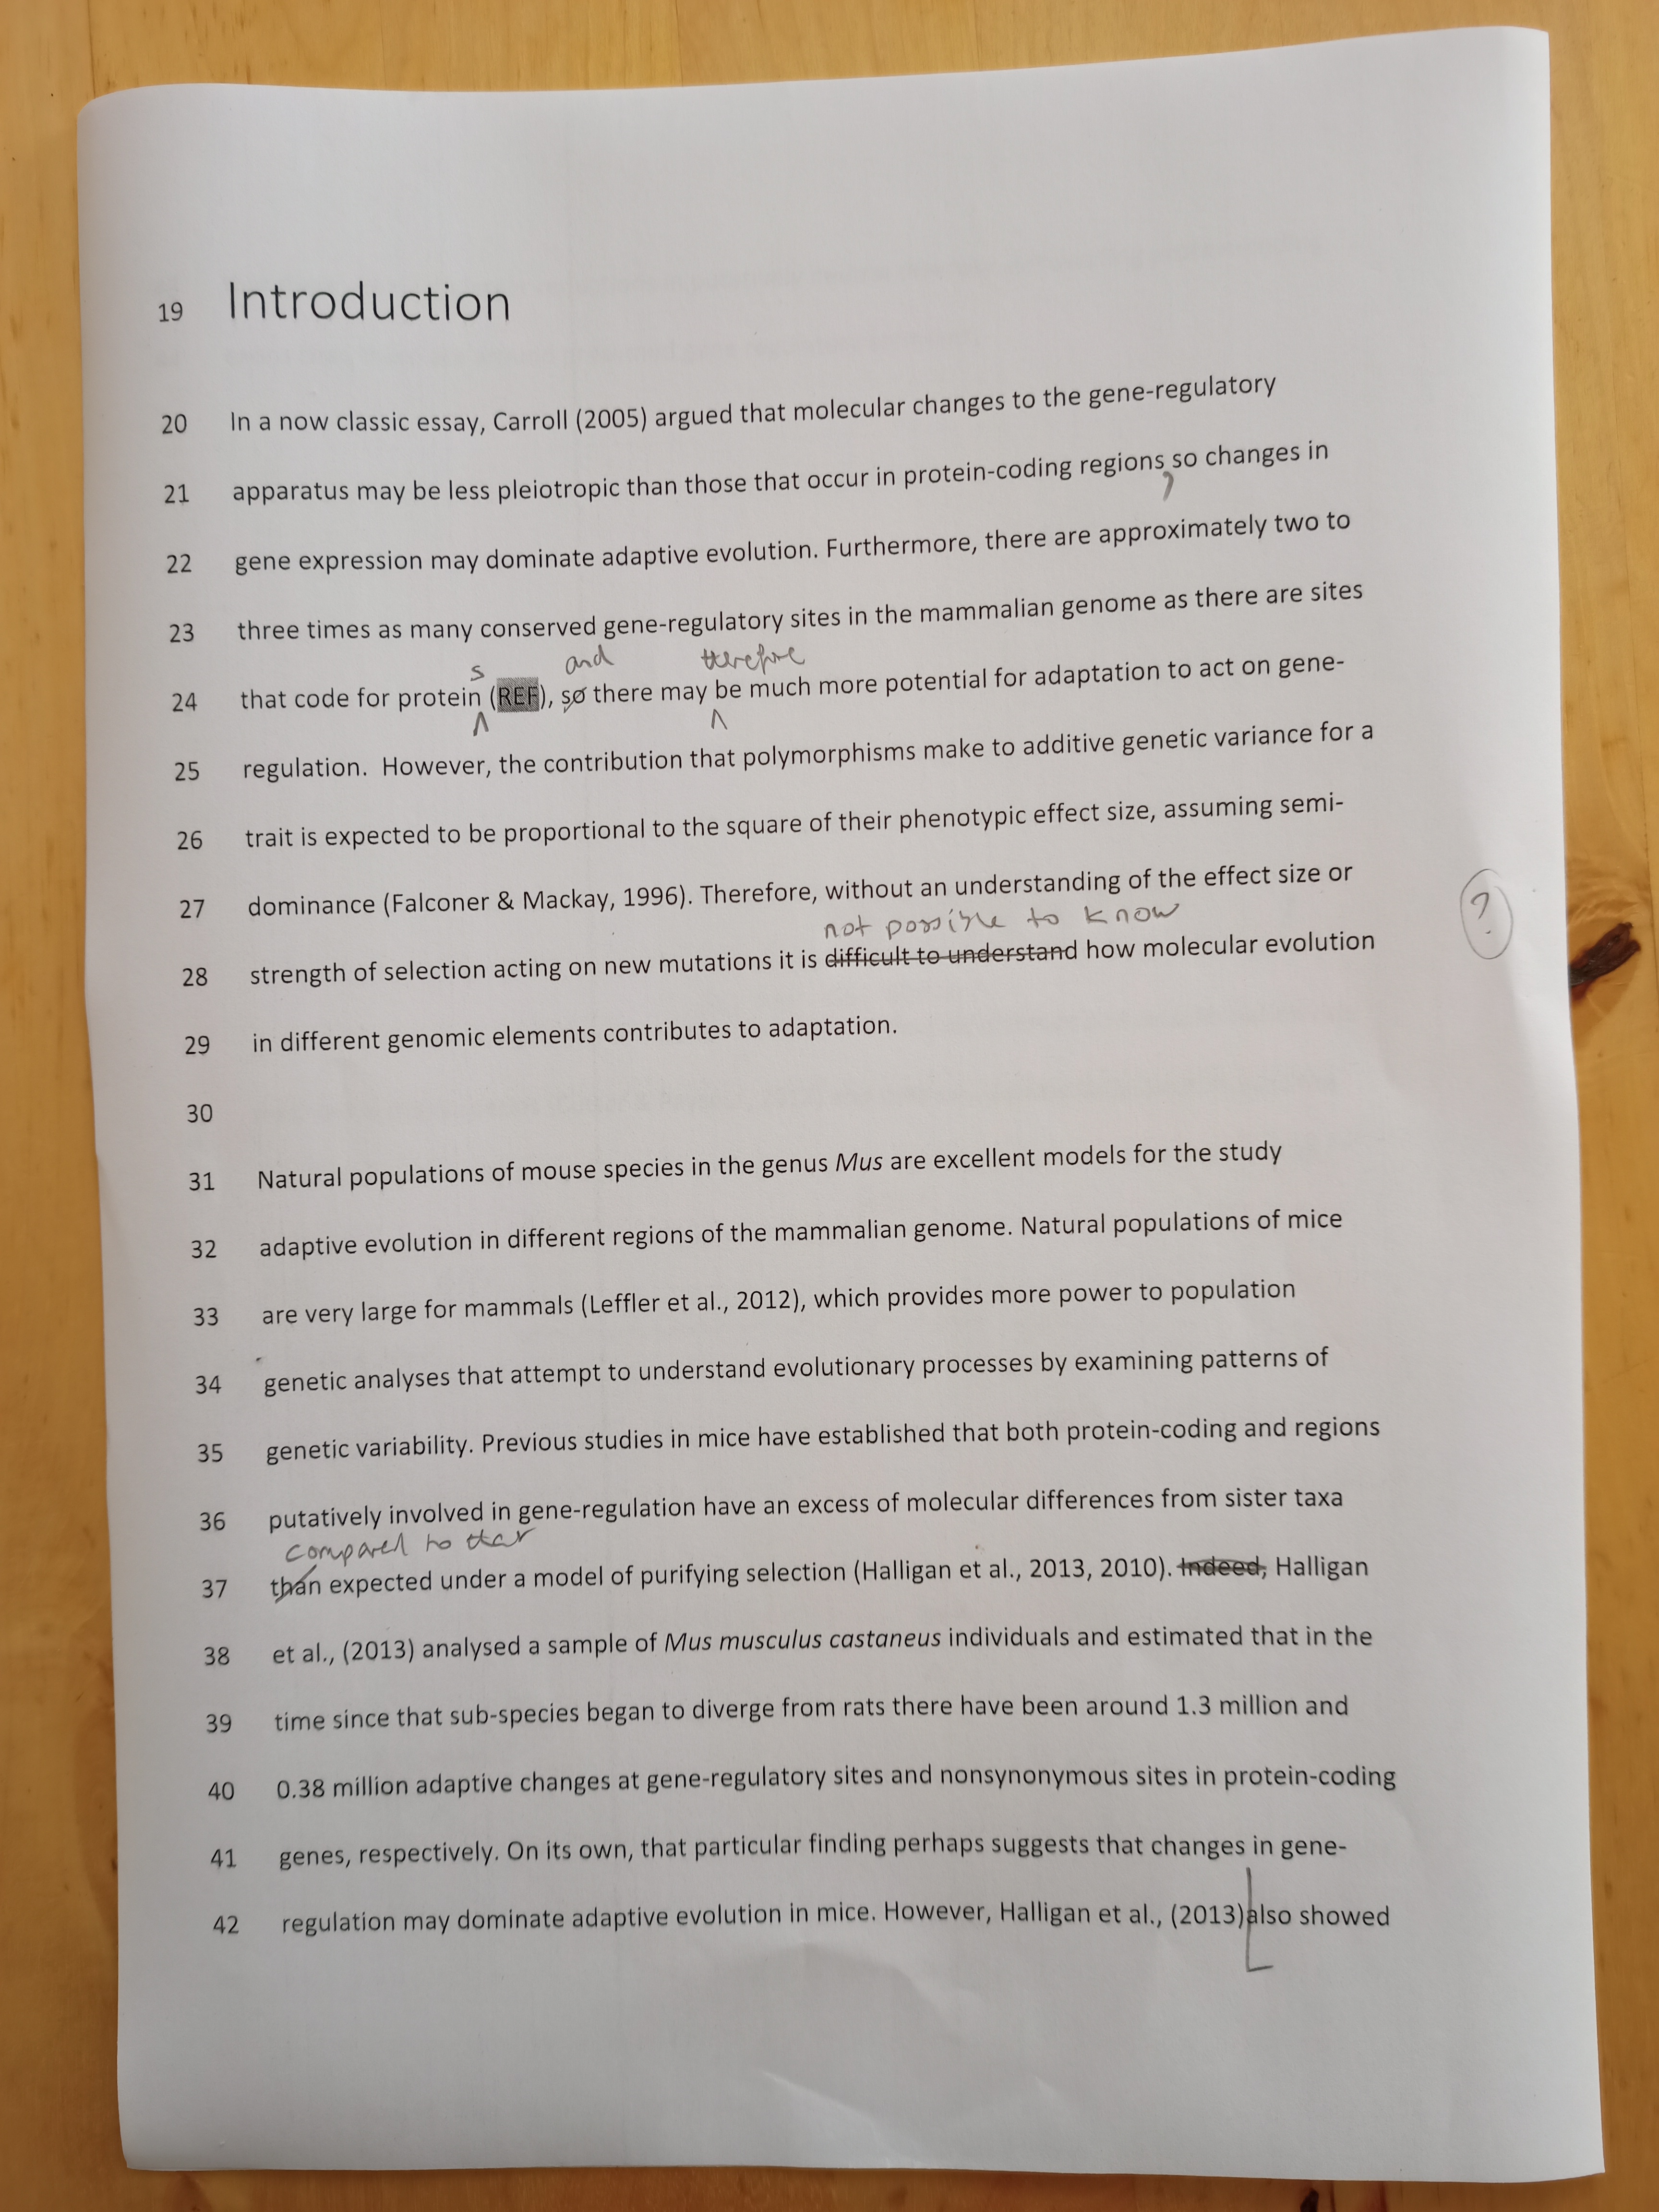 19 Introduction
20 In a now classic essay, Carroll (2005) argued that molecular changes to the gene-regulatory
21 apparatus may be less pleiotropic than those that occur in protein-coding regions so changes in
,
22 gene expression may dominate adaptive evolution. Furthermore, there are approximately two to
23 three times as many conserved gene-regulatory sites in the mammalian genome as there are sites
s and therefore
24 that code for protein (REF), so there may be much more potential for adaptation to act on gene-
25 regulation. However, the contribution that polymorphisms make to additive genetic variance for a
26 trait is expected to be proportional to the square of their phenotypic effect size, assuming semi-
27 dominance (Falconer & Mackay, 1996). Therefore, without an understanding of the effect size or
not possible to know ?
28 strength of selection acting on new mutations it is difficult to understand how molecular evolution
29 in different genomic elements contributes to adaptation.
30
31 Natural populations of mouse species in the genus Mus are excellent models for the study
32 adaptive evolution in different regions of the mammalian genome. Natural populations of mice
33 are very large for mammals (Leffler et al., 2012), which provides more power to population
34 genetic analyses that attempt to understand evolutionary processes by examining patterns of
35 genetic variability. Previous studies in mice have established that both protein-coding and regions
36 putatively involved in gene-regulation have an excess of molecular differences from sister taxa
compared to that
37 than expected under a model of purifying selection (Halligan et al., 2013, 2010). Indeed, Halligan
38 et al., (2013) analysed a sample of Mus musculus castaneus individuals and estimated that in the
39 time since that sub-species began to diverge from rats there have been around 1.3 million and
40 0.38 million adaptive changes at gene-regulatory sites and nonsynonymous sites in protein-coding
41 genes, respectively. On its own, that particular finding perhaps suggests that changes in gene-
42 regulation may dominate adaptive evolution in mice. However, Halligan et al., (2013) also showed